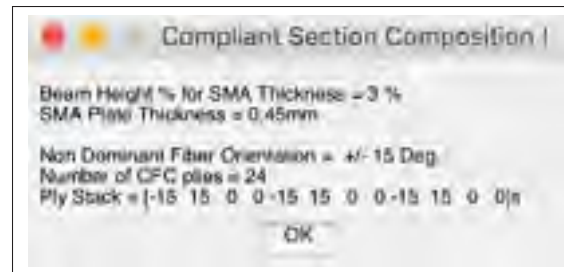 Compliant Section Composition I
Beam Height % for SMA Thickness = 3 %
SMA Plate Thickness = 0.45mm
Non Dominant Fiber Orientation = +/- 15 Deg.
Number of CFC plies = 24
Ply Stack = [-15 15 0 0 -15 15 0 0 -15 15 0 0]s
OK